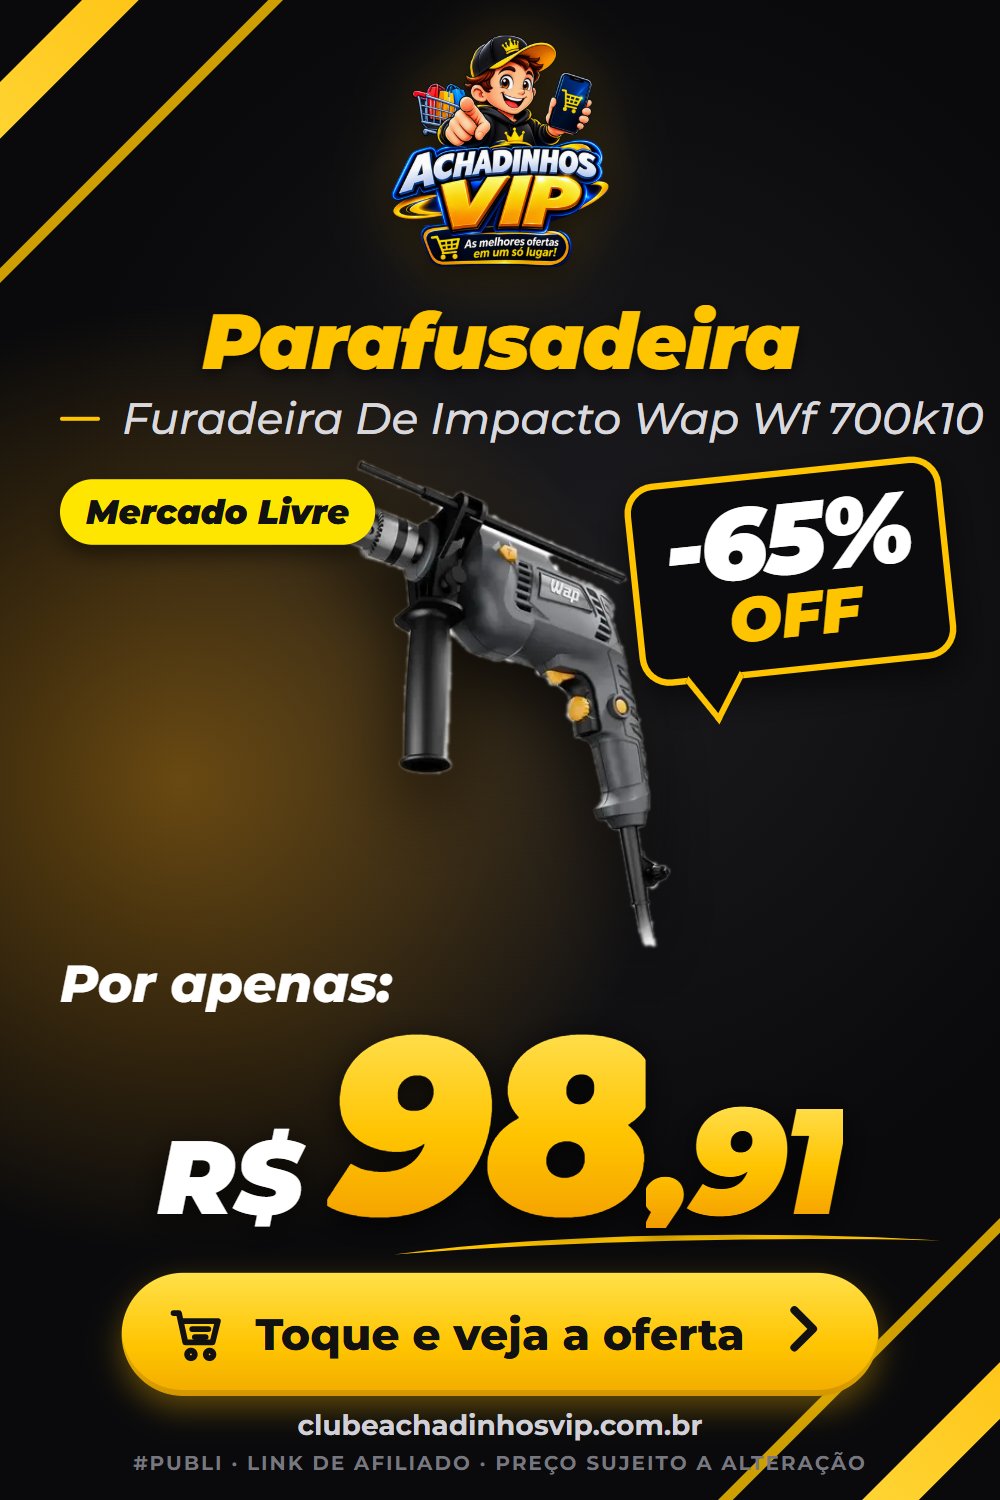 ACHADINHOS
VIP
As melhores ofertas
em um só lugar!
Parafusadeira
— Furadeira De Impacto Wap Wf 700k10
Mercado Livre
wap
-65%
OFF
Por apenas:
R$ 98,91
Toque e veja a oferta
clubeachadinhosvip.com.br
#PUBLI · LINK DE AFILIADO · PREÇO SUJEITO A ALTERAÇÃO